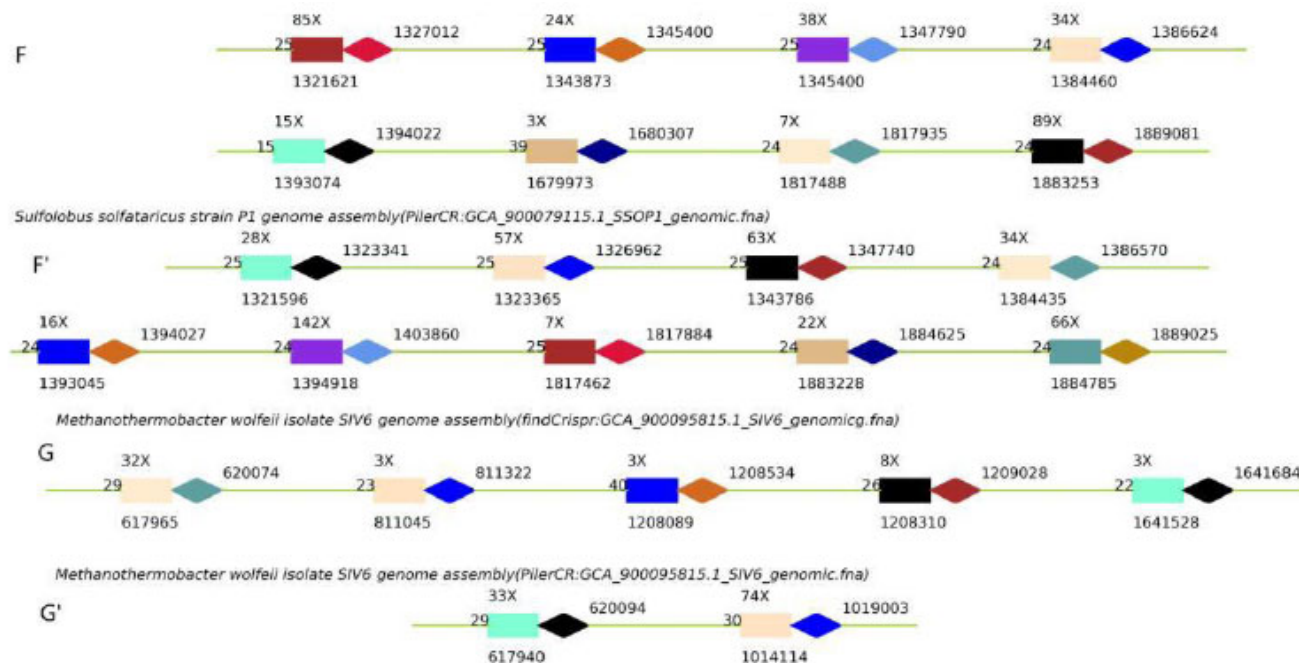 85X 24X 38X 34X
F 25 1327012 25 1345400 25 1347790 24 1386624
1321621 1343873 1345400 1384460
15X 3X 7X 89X
15 1394022 39 1680307 24 1817935 24 1889081
1393074 1679973 1817488 1883253
Sulfolobus solfataricus strain P1 genome assembly(PilerCR:GCA_900079115.1_SSOP1_genomic.fna)
28X 57X 63X 34X
F' 25 1323341 25 1326962 25 1347740 24 1386570
1321596 1323365 1343786 1384435
16X 142X 7X 22X 66X
24 1394027 24 1403860 25 1817884 24 1884625 24 1889025
1393045 1394918 1817462 1883228 1884785
Methanothermobacter wolfeii isolate SIV6 genome assembly(findCrispr:GCA_900095815.1_SIV6_genomicg.fna)
G 32X 3X 3X 8X 3X
29 620074 23 811322 40 1208534 26 1209028 22 1641684
617965 811045 1208089 1208310 1641528
Methanothermobacter wolfeii isolate SIV6 genome assembly(PilerCR:GCA_900095815.1_SIV6_genomic.fna)
G' 33X 74X
29 620094 30 1019003
617940 1014114